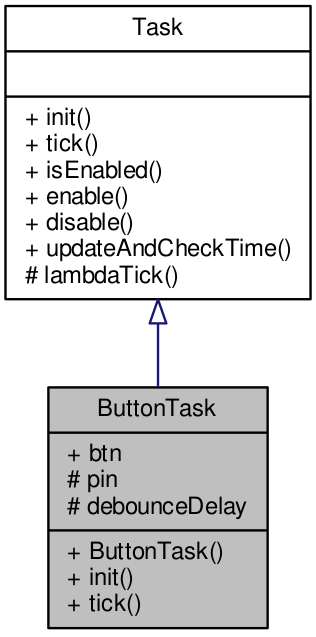 Task
+ init()
+ tick()
+ isEnabled()
+ enable()
+ disable()
+ updateAndCheckTime()
# lambdaTick()
ButtonTask
+ btn
# pin
# debounceDelay
+ ButtonTask()
+ init()
+ tick()